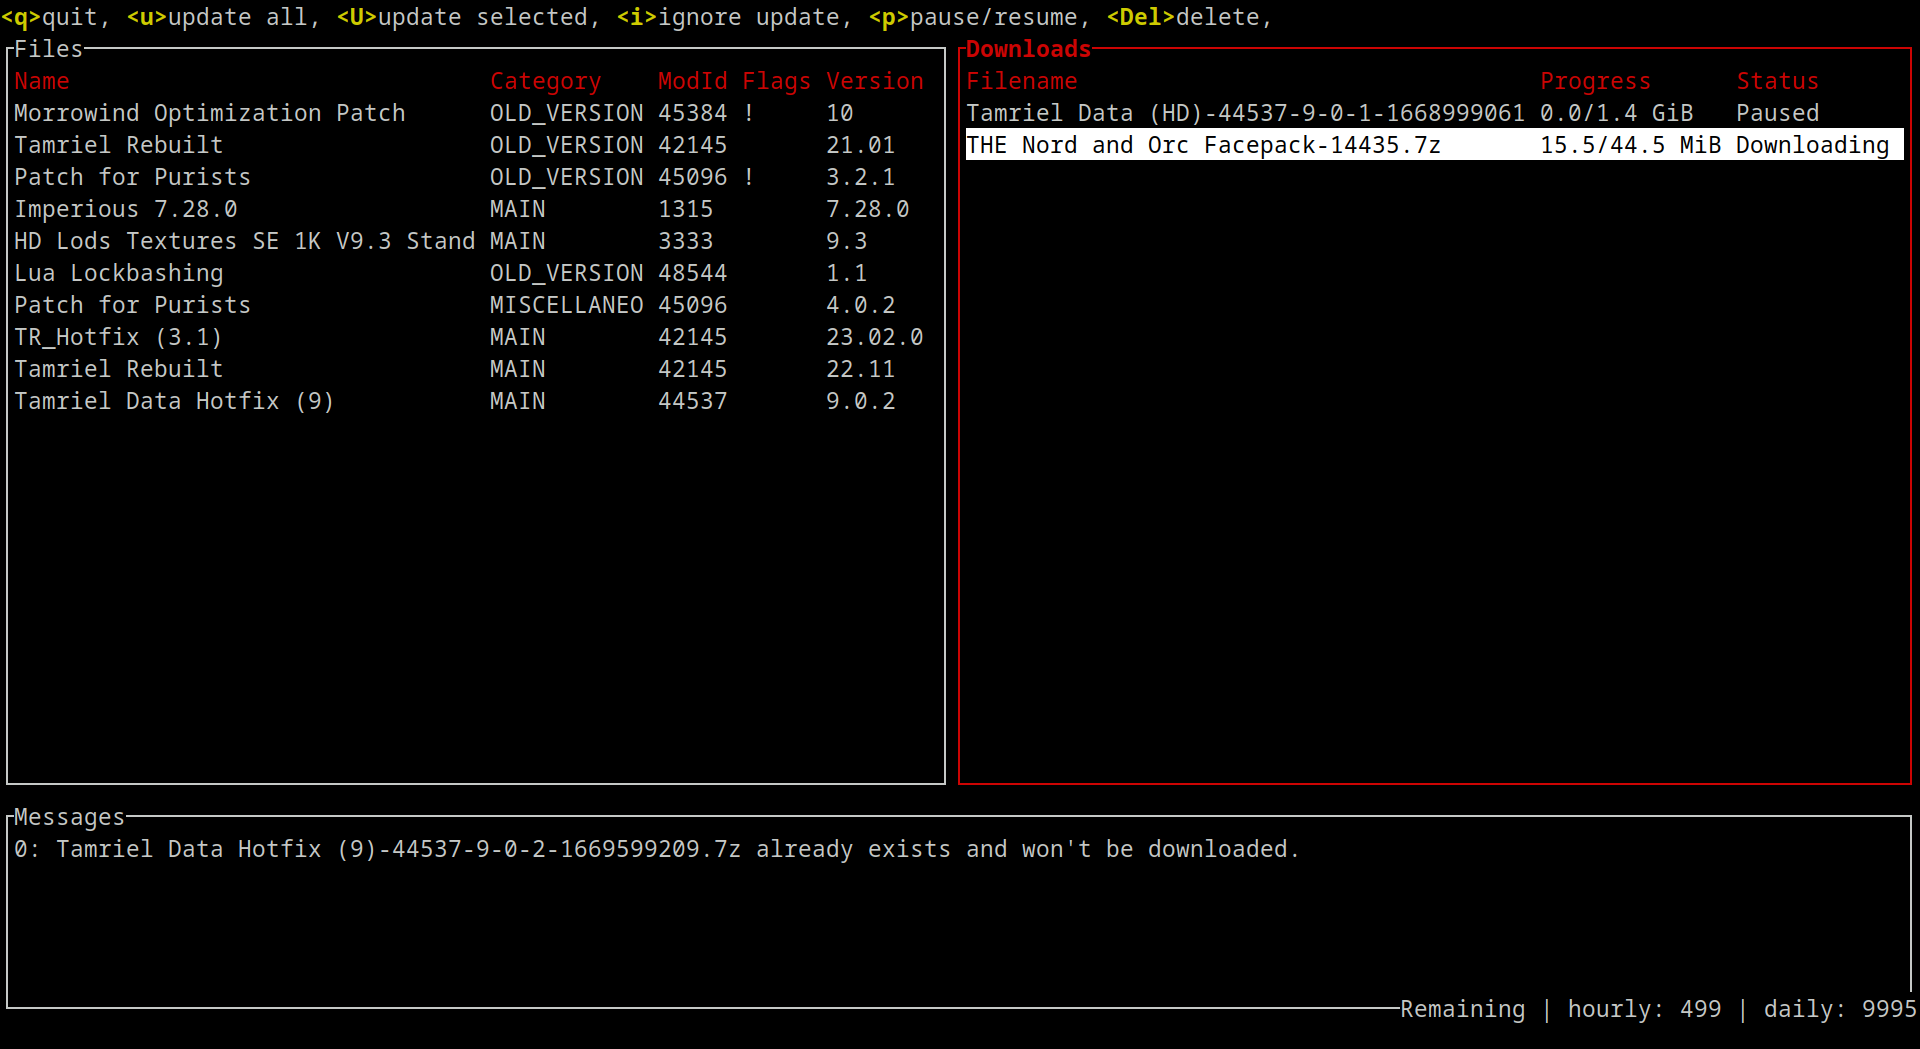 <q>quit, <u>update all, <U>update selected, <i>ignore update, <p>pause/resume, <Del>delete,
Files
Name Category ModId Flags Version
Morrowind Optimization Patch OLD_VERSION 45384 ! 10
Tamriel Rebuilt OLD_VERSION 42145 21.01
Patch for Purists OLD_VERSION 45096 ! 3.2.1
Imperious 7.28.0 MAIN 1315 7.28.0
HD Lods Textures SE 1K V9.3 Stand MAIN 3333 9.3
Lua Lockbashing OLD_VERSION 48544 1.1
Patch for Purists MISCELLANEO 45096 4.0.2
TR_Hotfix (3.1) MAIN 42145 23.02.0
Tamriel Rebuilt MAIN 42145 22.11
Tamriel Data Hotfix (9) MAIN 44537 9.0.2
Downloads
Filename Progress Status
Tamriel Data (HD)-44537-9-0-1-1668999061 0.0/1.4 GiB Paused
THE Nord and Orc Facepack-14435.7z 15.5/44.5 MiB Downloading
Messages
0: Tamriel Data Hotfix (9)-44537-9-0-2-1669599209.7z already exists and won't be downloaded.
Remaining | hourly: 499 | daily: 9995